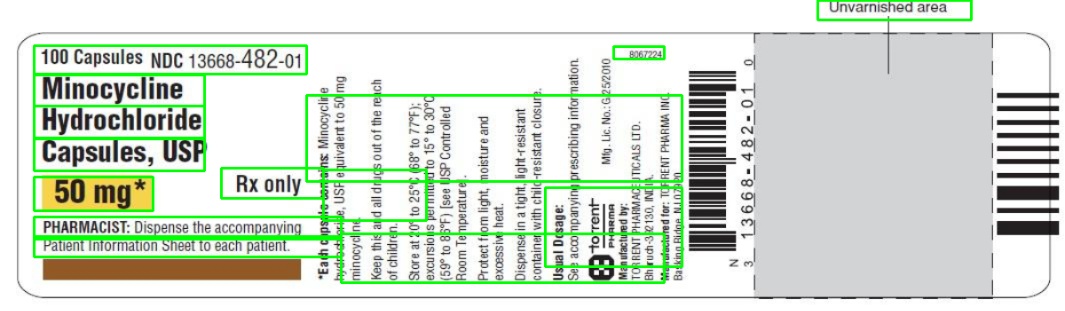 Unvarnished area
100 Capsules NDC 13668-482-01
Minocycline
Hydrochloride
Capsules, USP
50 mg*
Rx only
PHARMACIST: Dispense the accompanying
Patient Information Sheet to each patient.
*Each capsule contains: Minocycline
hydrochloride, USP equivalent to 50 mg
minocycline.
Keep this and all drugs out of the reach
of children.
Store at 20° to 25°C (68° to 77°F);
excursions permitted to 15° to 30°C
(59° to 86°F) [see USP Controlled
Room Temperature].
Protect from light, moisture and
excessive heat.
Dispense in a tight, light-resistant
container with child-resistant closure.
Usual Dosage:
See accompanying prescribing information.
torrent
PHARMA
Mfg. Lic. No.: G/25/2010
8067224
Manufactured by:
TORRENT PHARMACEUTICALS LTD.
INDIA.
Manufactured for: TORRENT PHARMA INC.
Basking Ridge, NJ 07920
N 3 13668-482-01 0